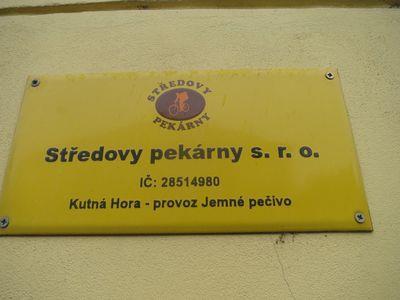 STŘEDOVY
PEKÁRNY
Středovy pekárny s. r. o.
IČ: 28514980
Kutná Hora - provoz Jemné pečivo